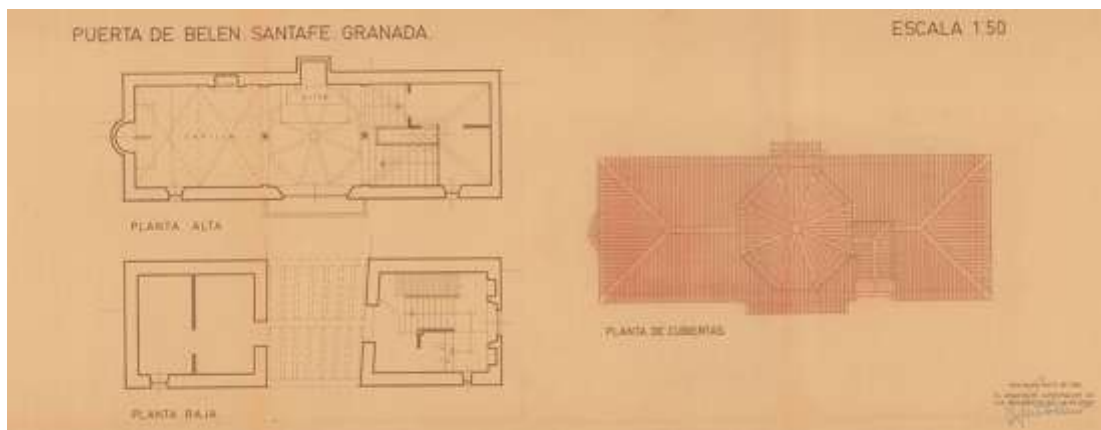 PUERTA DE BELEN SANTAFE GRANADA.
ESCALA 1:50
ALTAR
CAPILLA
PLANTA ALTA
PLANTA DE CUBIERTAS
PLANTA BAJA